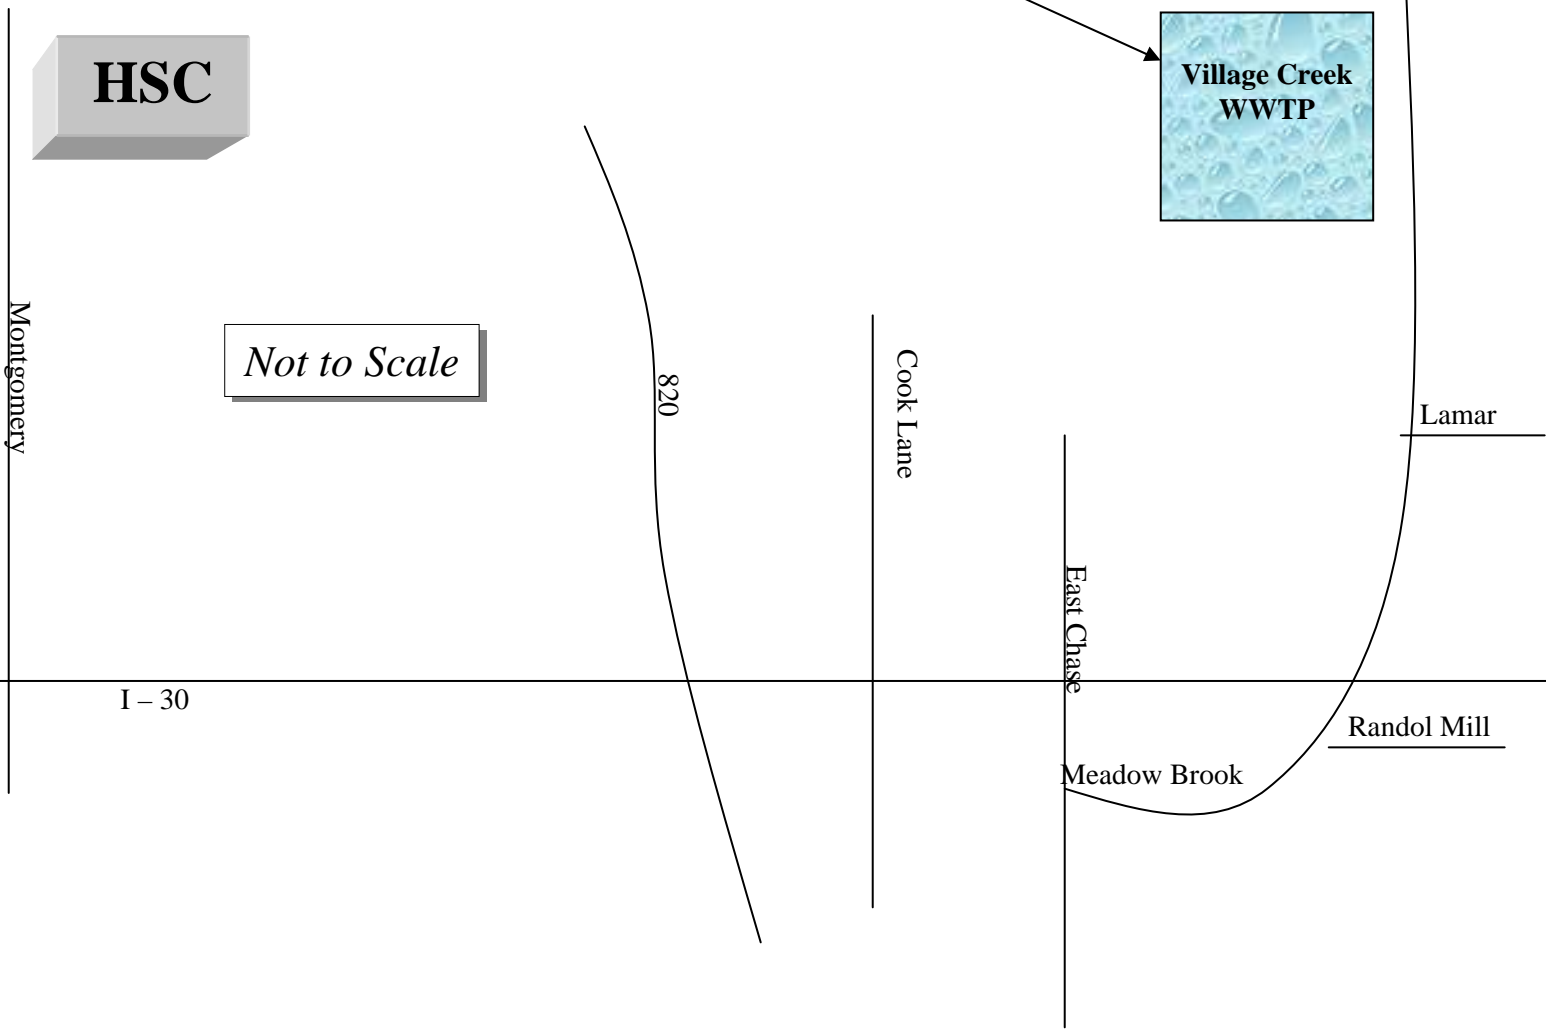 HSC
Village Creek
WWTP
Montgomery
Not to Scale
820
Cook Lane
Lamar
East Chase
I – 30
Randol Mill
Meadow Brook